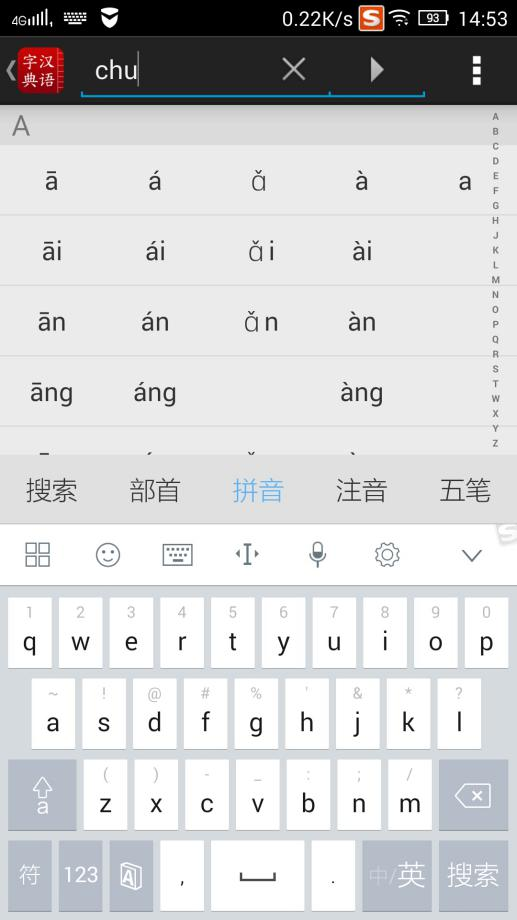 4G 0.22K/s S 93 14:53
字汉典语 chu
A
ā á ǎ à a
āi ái ǎi ài
ān án ǎn àn
āng áng àng
A
B
C
D
E
F
G
H
J
K
L
M
N
O
P
Q
R
S
T
W
X
Y
Z
搜索 部首 拼音 注音 五笔
S
1 2 3 4 5 6 7 8 9 0
q w e r t y u i o p
~ ! @ # % ' & * ?
a s d f g h j k l
( ) - _ : ; /
a z x c v b n m
符 123 , . 中/英 搜索